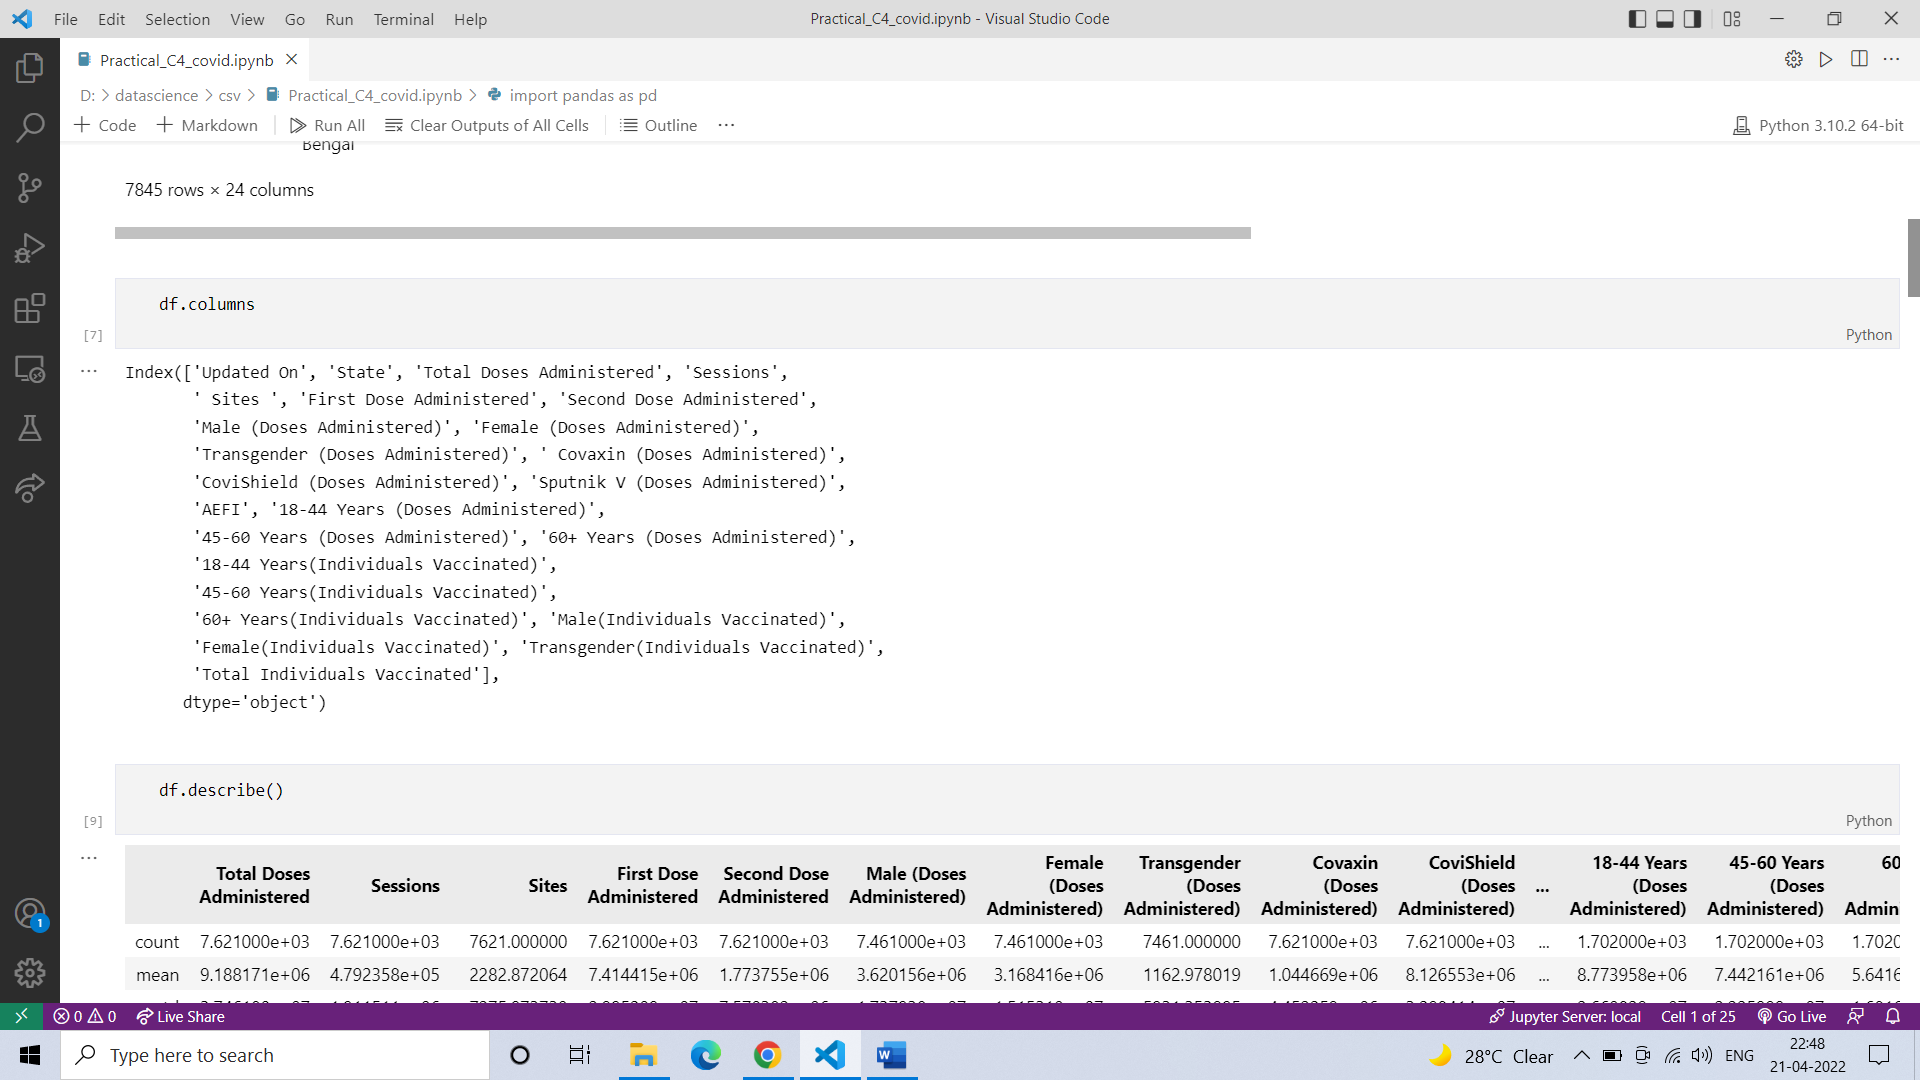 File Edit Selection View Go Run Terminal Help Practical_C4_covid.ipynb - Visual Studio Code
Practical_C4_covid.ipynb
D: > datascience > csv > Practical_C4_covid.ipynb > import pandas as pd
+ Code + Markdown Run All Clear Outputs of All Cells Outline ... Python 3.10.2 64-bit
Bengal
7845 rows × 24 columns
df.columns
[7] Python
Index(['Updated On', 'State', 'Total Doses Administered', 'Sessions',
' Sites ', 'First Dose Administered', 'Second Dose Administered',
'Male (Doses Administered)', 'Female (Doses Administered)',
'Transgender (Doses Administered)', ' Covaxin (Doses Administered)',
'CoviShield (Doses Administered)', 'Sputnik V (Doses Administered)',
'AEFI', '18-44 Years (Doses Administered)',
'45-60 Years (Doses Administered)', '60+ Years (Doses Administered)',
'18-44 Years(Individuals Vaccinated)',
'45-60 Years(Individuals Vaccinated)',
'60+ Years(Individuals Vaccinated)', 'Male(Individuals Vaccinated)',
'Female(Individuals Vaccinated)', 'Transgender(Individuals Vaccinated)',
'Total Individuals Vaccinated'],
dtype='object')
df.describe()
[9] Python
Female Transgender Covaxin CoviShield 18-44 Years 45-60 Years 60
Total Doses First Dose Second Dose Male (Doses (Doses (Doses (Doses (Doses (Doses (Doses
Sessions Sites ...
Administered Administered Administered Administered) Administered) Administered) Administered) Administered) Administered) Administered) Admin
count 7.621000e+03 7.621000e+03 7621.000000 7.621000e+03 7.621000e+03 7.461000e+03 7.461000e+03 7461.000000 7.621000e+03 7.621000e+03 ... 1.702000e+03 1.702000e+03 1.702
mean 9.188171e+06 4.792358e+05 2282.872064 7.414415e+06 1.773755e+06 3.620156e+06 3.168416e+06 1162.978019 1.044669e+06 8.126553e+06 ... 8.773958e+06 7.442161e+06 5.6416
0 0 Live Share Jupyter Server: local Cell 1 of 25 Go Live
Type here to search 28°C Clear ENG 22:48
21-04-2022
1